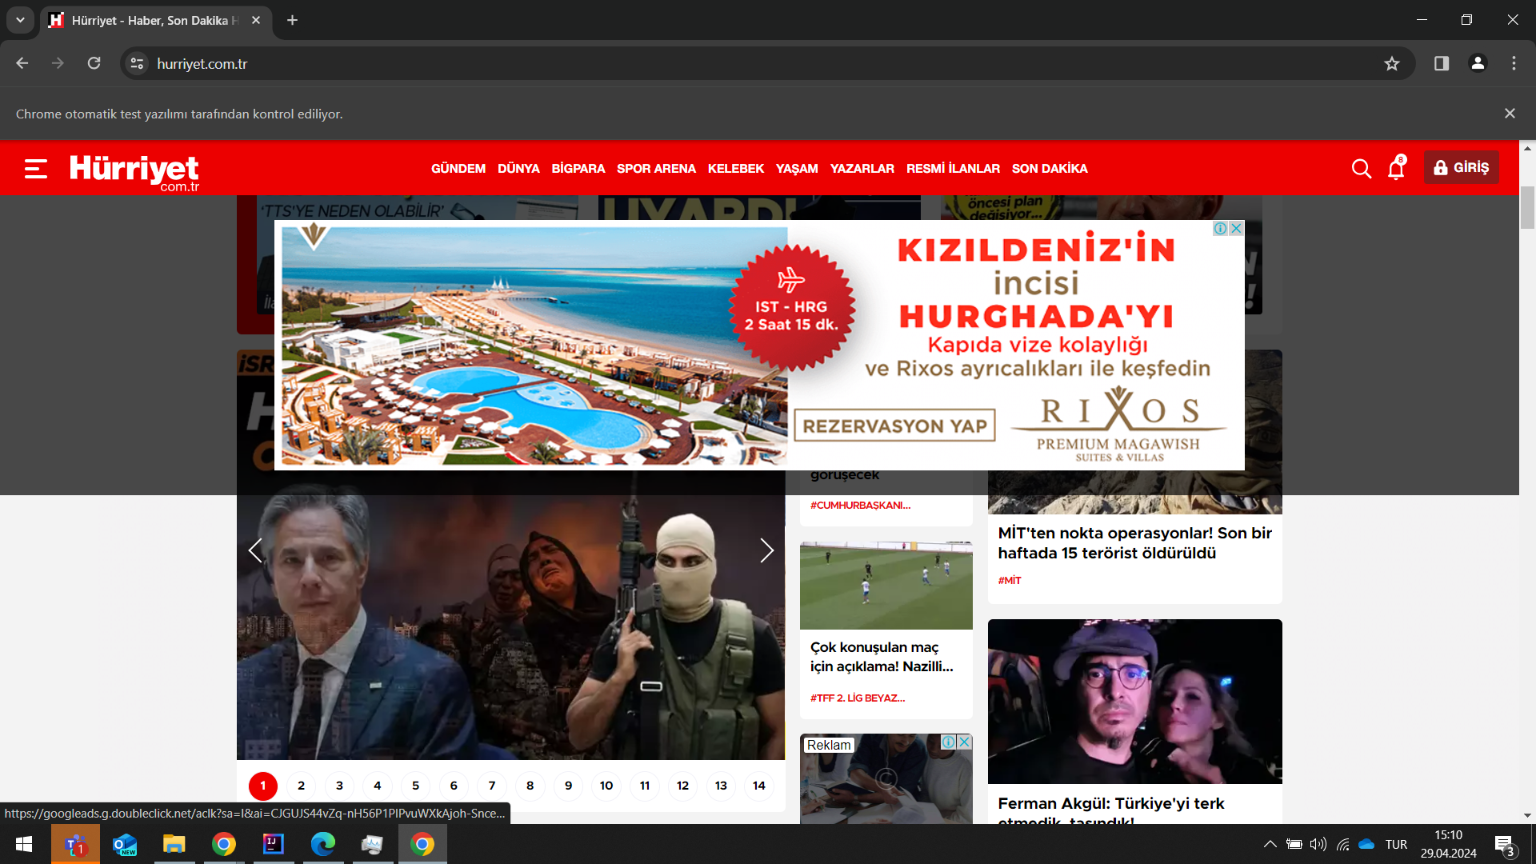 Hürriyet - Haber, Son Dakika H
hurriyet.com.tr
Chrome otomatik test yazılımı tarafından kontrol ediliyor.
Hürriyet
com.tr
GÜNDEM DÜNYA BİGPARA SPOR ARENA KELEBEK YAŞAM YAZARLAR RESMİ İLANLAR SON DAKİKA
8
GİRİŞ
'TTS'YE NEDEN OLABİLİR'
UYARDI
öncesi plan
değişiyor...
KIZILDENİZ'İN
incisi
HURGHADA'YI
Kapıda vize kolaylığı
ve Rixos ayrıcalıkları ile keşfedin
IST - HRG
2 Saat 15 dk.
REZERVASYON YAP
RIXOS
PREMIUM MAGAWISH
SUITES & VILLAS
görüşecek
#CUMHURBAŞKANI...
MİT'ten nokta operasyonlar! Son bir
haftada 15 terörist öldürüldü
#MİT
Çok konuşulan maç
için açıklama! Nazilli...
#TFF 2. LİG BEYAZ...
Reklam
Ferman Akgül: Türkiye'yi terk
etmedik, taşındık!
1 2 3 4 5 6 7 8 9 10 11 12 13 14
https://googleads.g.doubleclick.net/aclk?sa=l&ai=CJGUJS44vZq-nH56P1PIPvuWXkAjoh-Snce...
1
NEW
IJ
TUR
15:10
29.04.2024
3